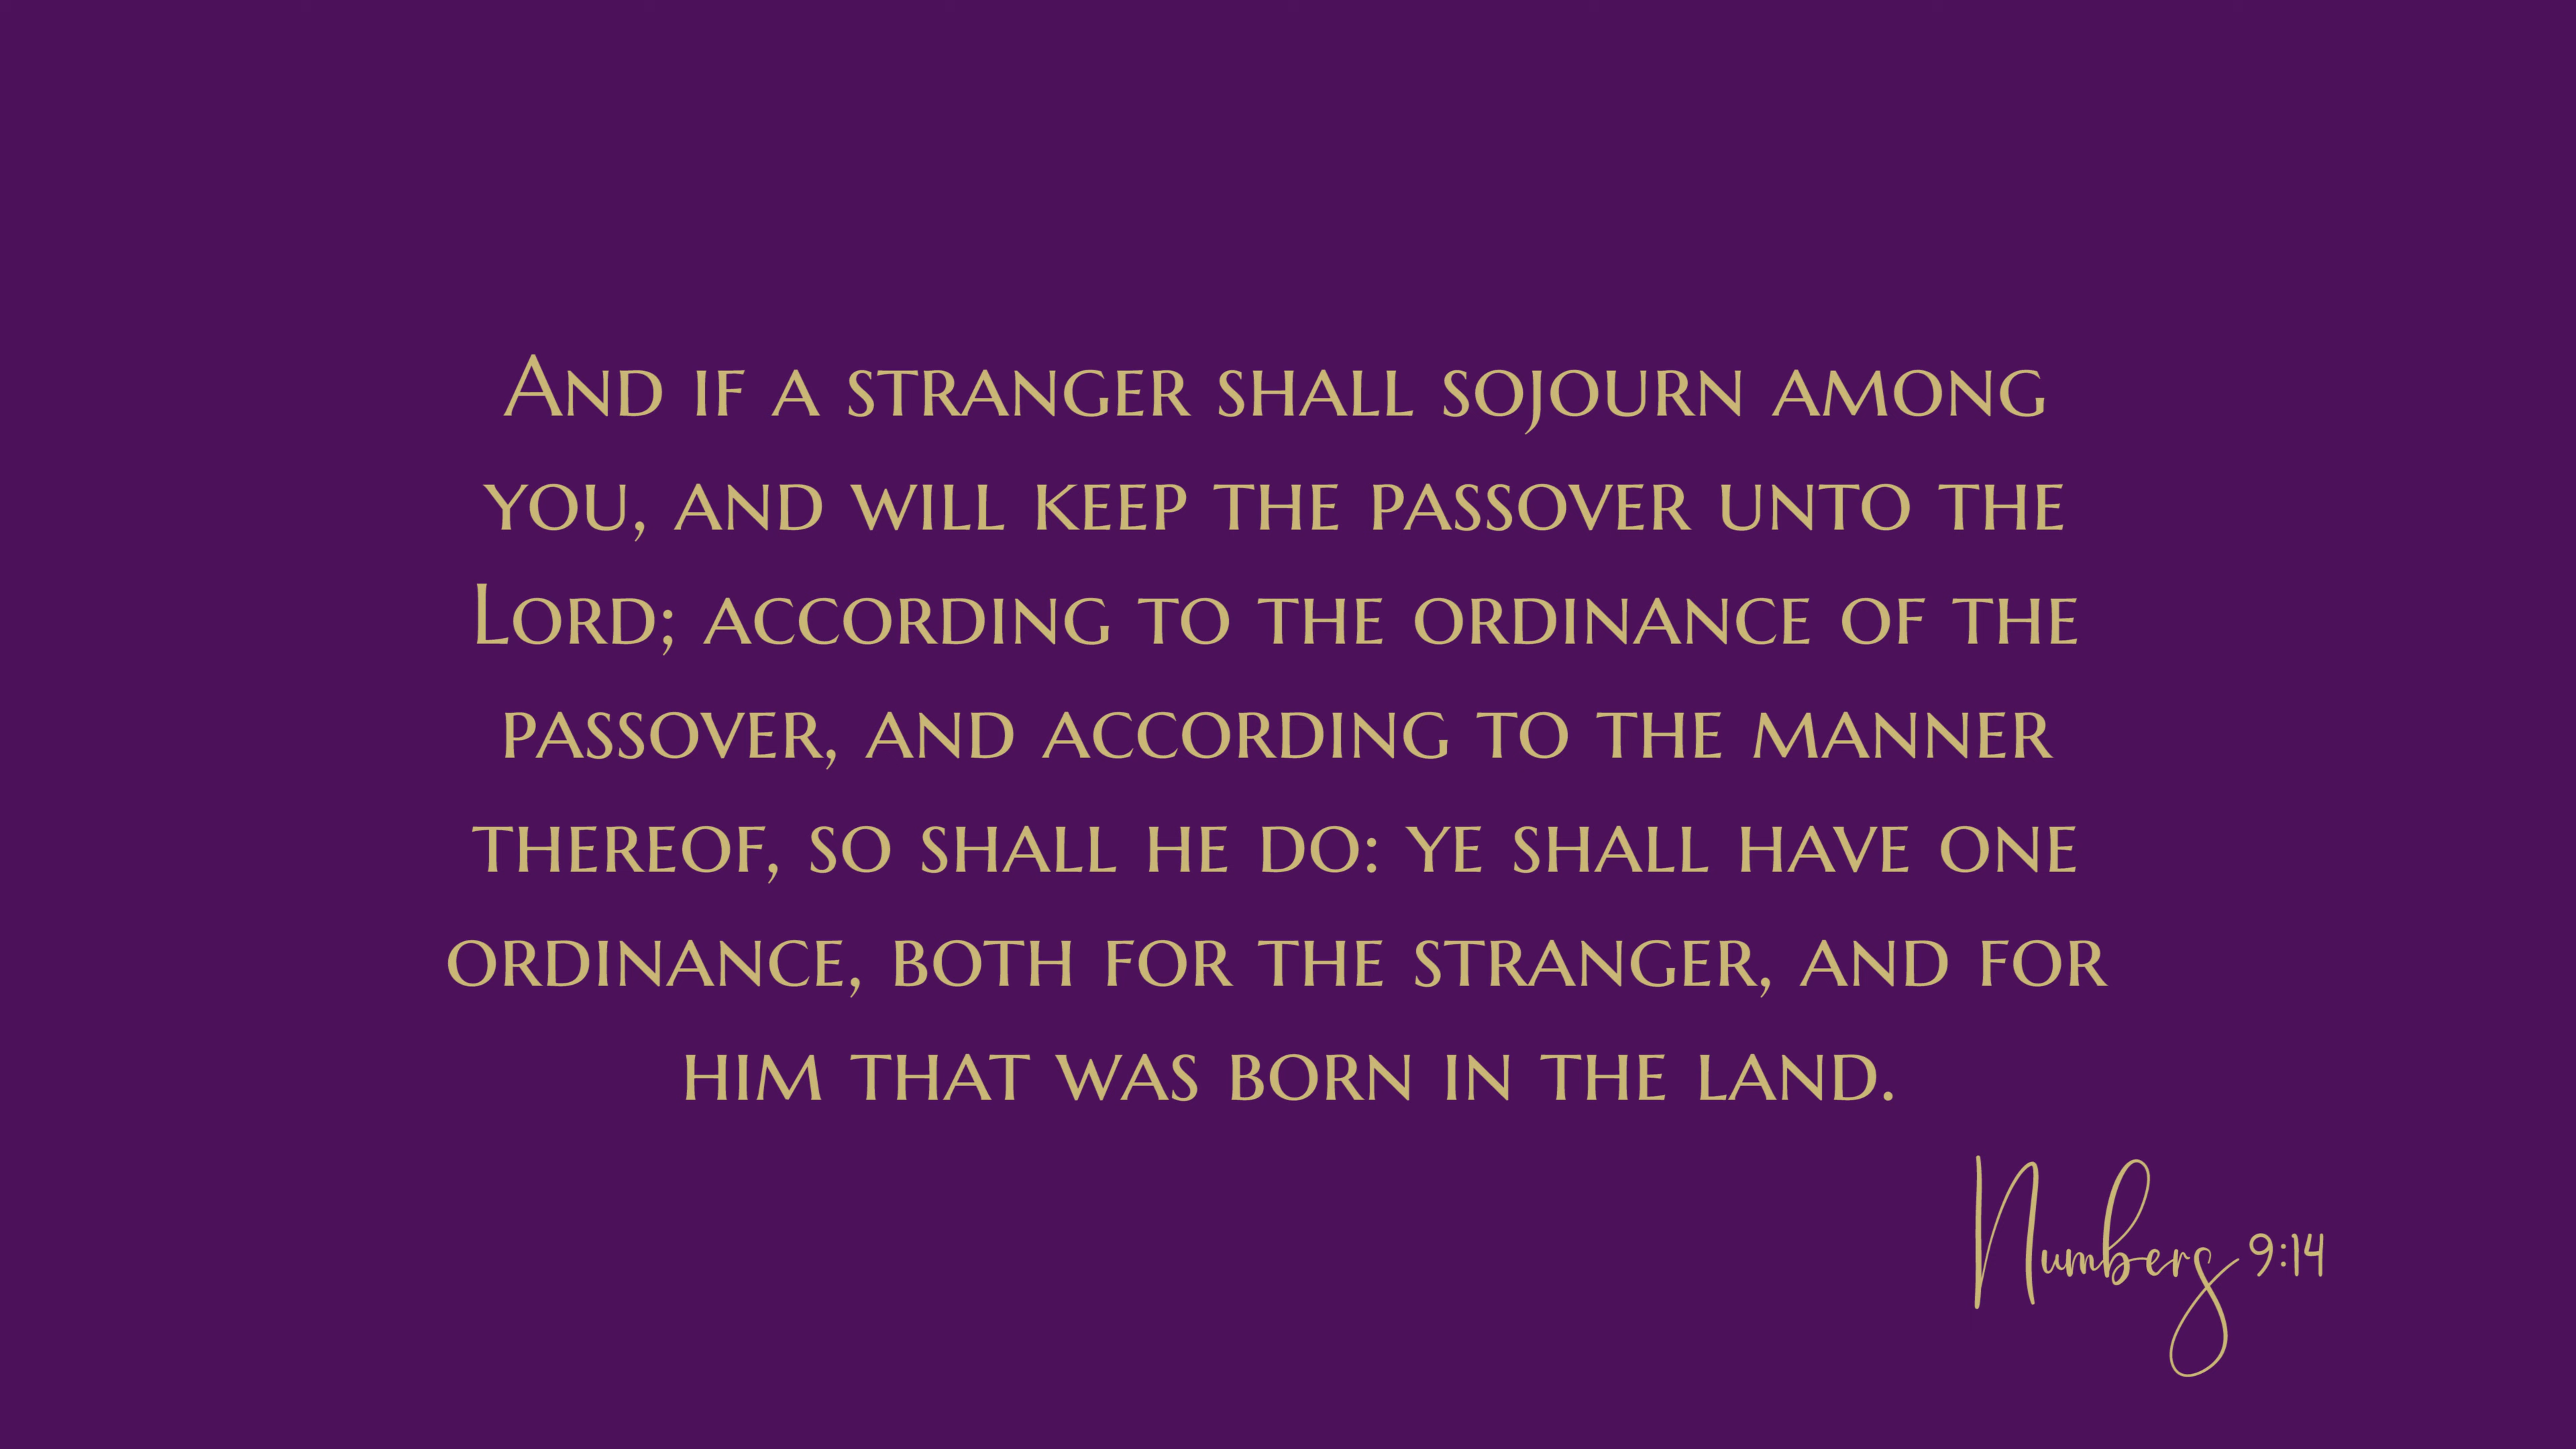 And if a stranger shall sojourn among
you, and will keep the passover unto the
Lord; according to the ordinance of the
passover, and according to the manner
thereof, so shall he do: ye shall have one
ordinance, both for the stranger, and for
him that was born in the land.
Numbers 9:14